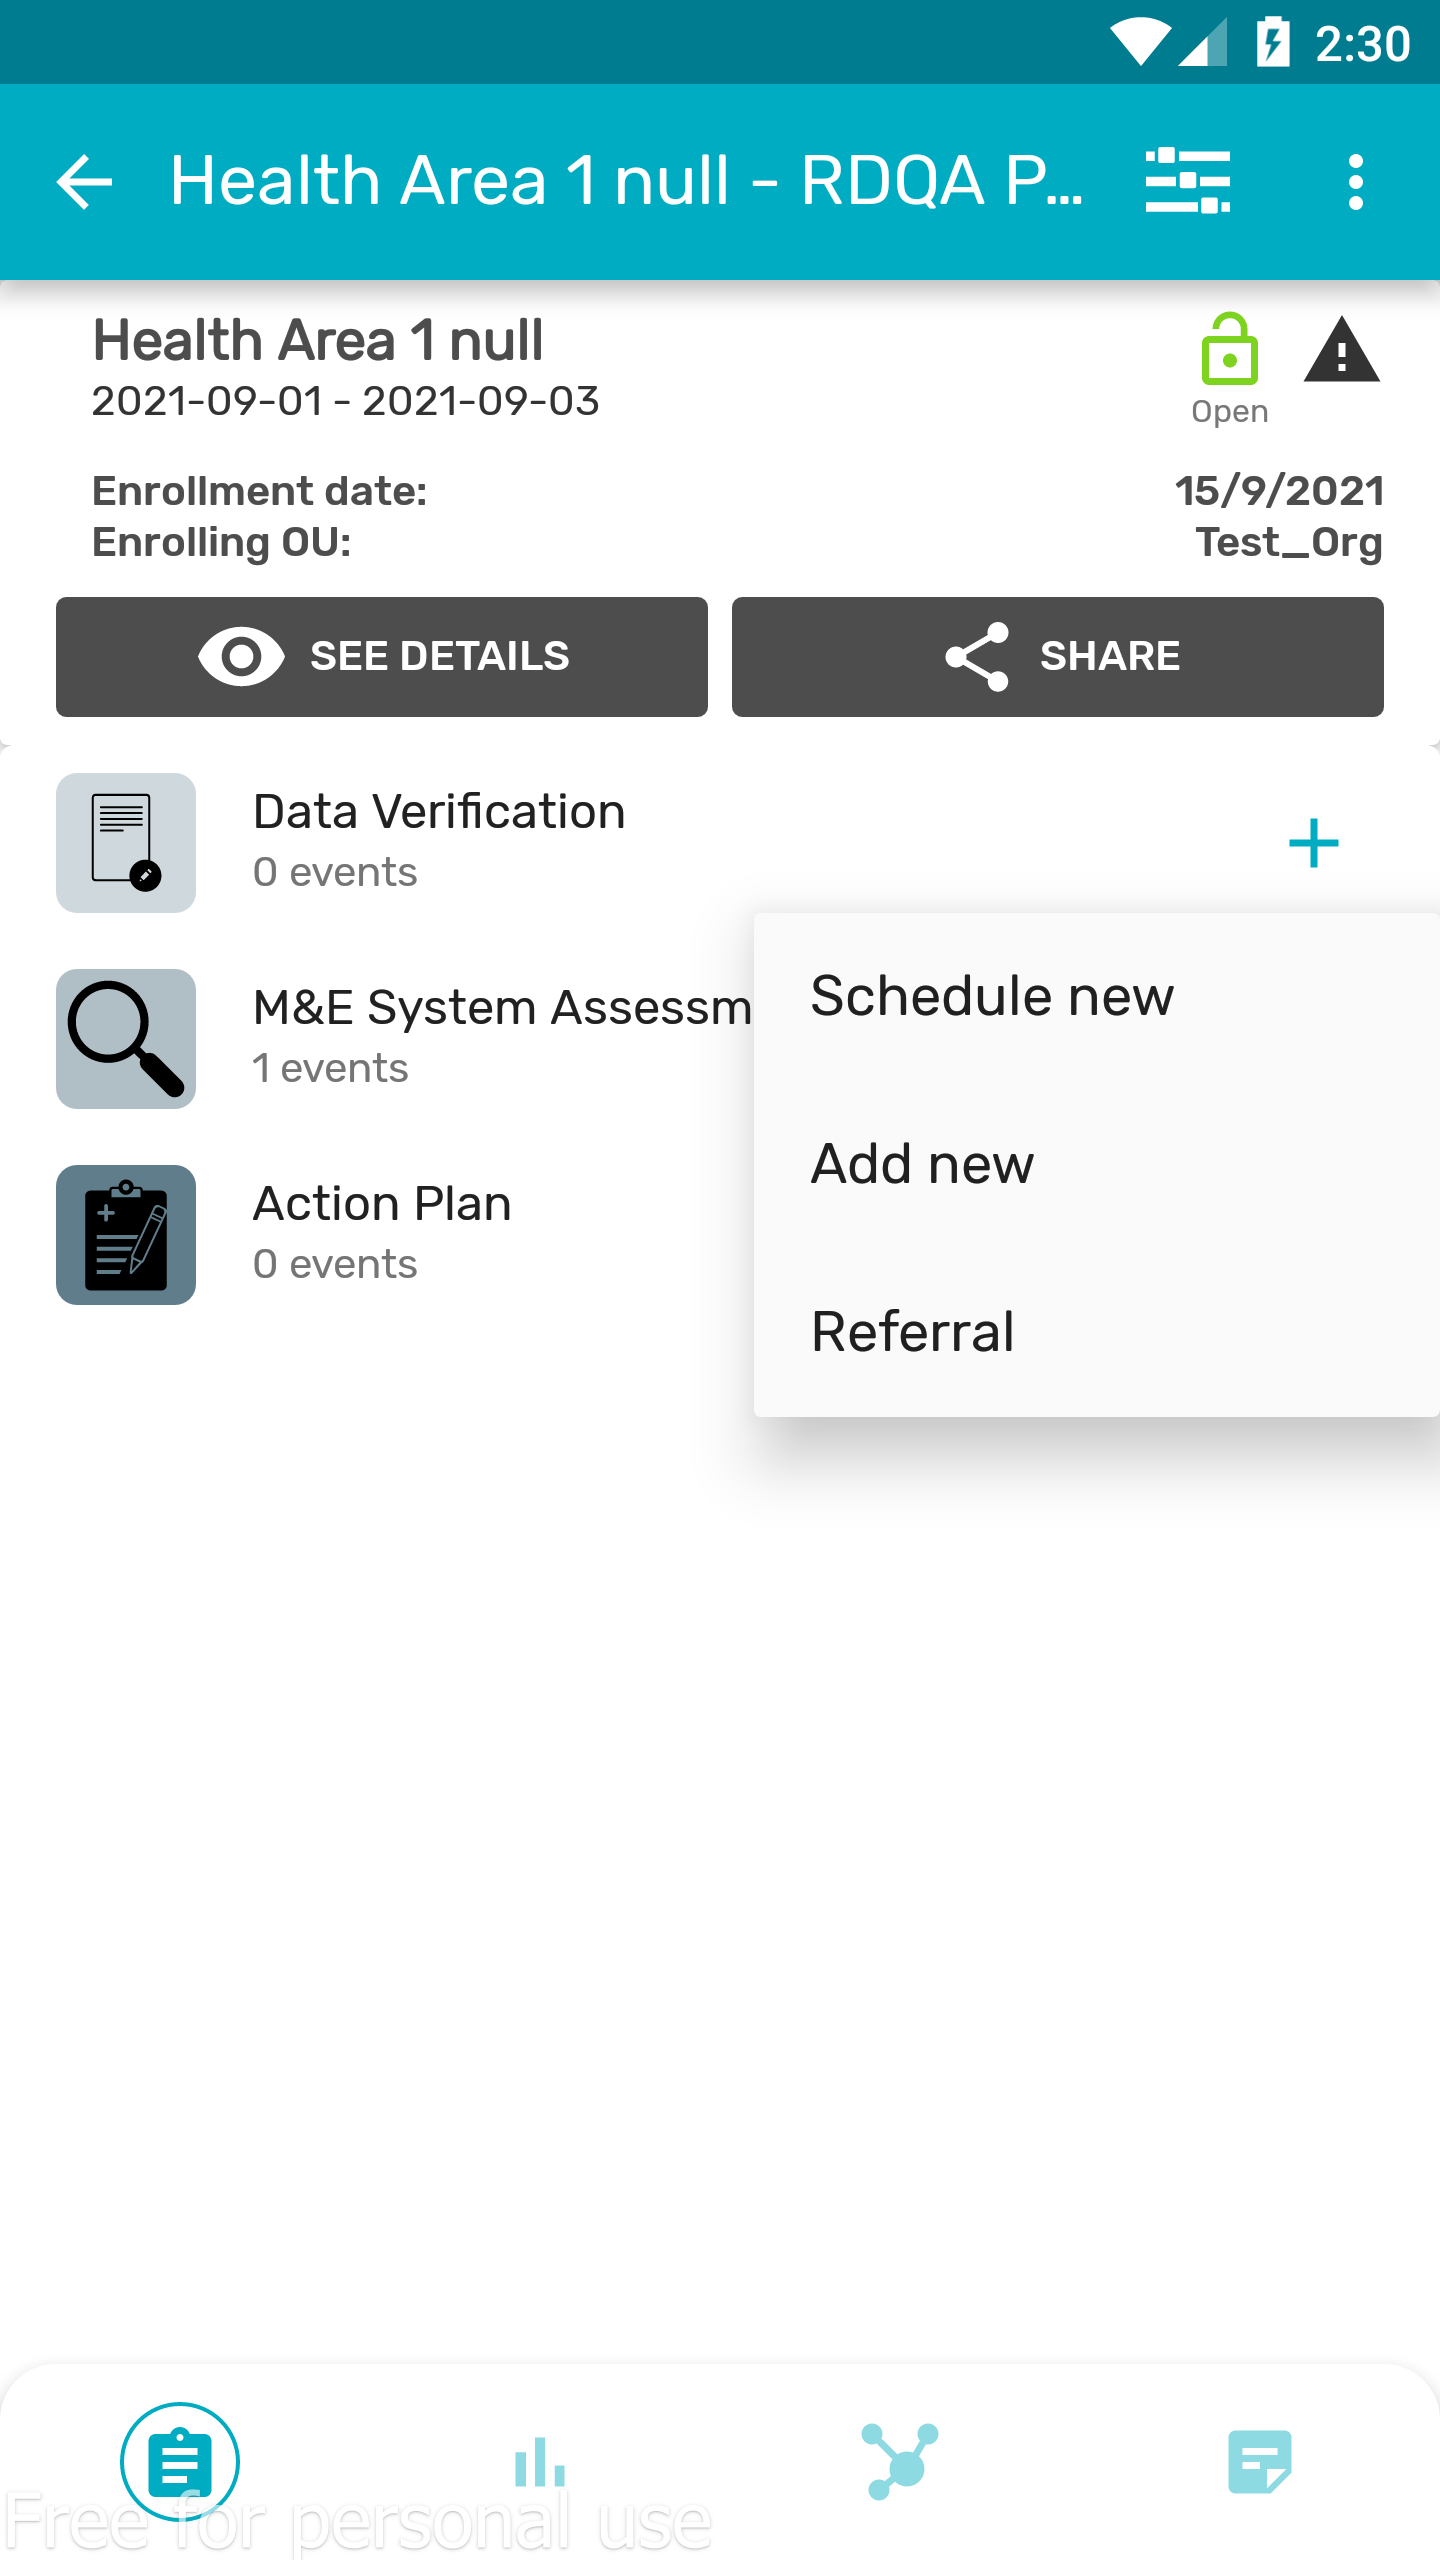 2:30
Health Area 1 null - RDQA P...
Health Area 1 null
2021-09-01 - 2021-09-03
Open
Enrollment date: 15/9/2021
Enrolling OU: Test_Org
SEE DETAILS SHARE
Data Verification
0 events
M&E System Assessm
1 events
Action Plan
0 events
Schedule new
Add new
Referral
Free for personal use